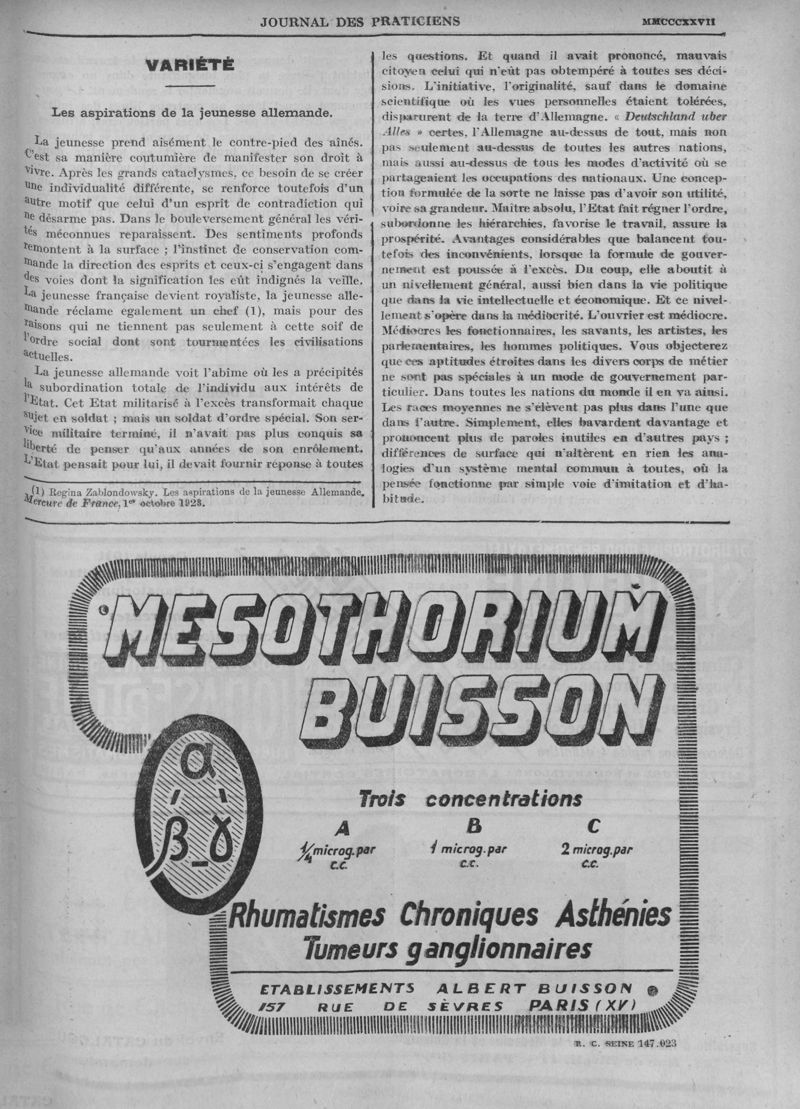 JOURNAL DES PRATICIENS
MMCCCXXVII
VARIÉTÉ
Les aspirations de la jeunesse allemande.
La jeunesse prend aisément le contre-pied des aînés.
C'est sa manière coutumière de manifester son droit à
vivre. Après les grands cataclysmes, ce besoin de se créer
une individualité différente, se renforce toutefois d'un
autre motif que celui d'un esprit de contradiction qui
ne désarme pas. Dans le bouleversement général les véri-
tés méconnues reparaissent. Des sentiments profonds
remontent à la surface ; l'instinct de conservation com-
mande la direction des esprits et ceux-ci s'engagent dans
des voies dont la signification les eût indignés la veille.
La jeunesse française devient royaliste, la jeunesse alle-
mande réclame egalement un chef (1), mais pour des
raisons qui ne tiennent pas seulement à cette soif de
l'ordre social dont sont tourmentées les civilisations
actuelles.
La jeunesse allemande voit l'abîme où les a précipités
la subordination totale de l'individu aux intérêts de
l'Etat. Cet Etat militarisé à l'excès transformait chaque
sujet en soldat ; mais un soldat d'ordre spécial. Son ser-
vice militaire terminé, il n'avait pas plus conquis sa
liberté de penser qu'aux années de son enrôlement.
L'Etat pensait pour lui, il devait fournir réponse à toutes
(1) Regina Zablondowsky. Les aspirations de la jeunesse Allemande.
Mercure de France, 1er octobre 1923.
les questions. Et quand il avait prononcé, mauvais
citoyen celui qui n'eût pas obtempéré à toutes ses déci-
sions. L'initiative, l'originalité, sauf dans le domaine
scientifique où les vues personnelles étaient tolérées,
disparurent de la terre d'Allemagne. « Deutschland uber
Alles » certes, l'Allemagne au-dessus de tout, mais non
pas seulement au-dessus de toutes les autres nations,
mais aussi au-dessus de tous les modes d'activité où se
partageaient les occupations des nationaux. Une concep-
tion formulée de la sorte ne laisse pas d'avoir son utilité,
voire sa grandeur. Maître absolu, l'Etat fait régner l'ordre,
subordonne les hiérarchies, favorise le travail, assure la
prospérité. Avantages considérables que balancent tou-
tefois des inconvénients, lorsque la formule de gouver-
nement est poussée à l'excès. Du coup, elle aboutit à
un nivellement général, aussi bien dans la vie politique
que dans la vie intellectuelle et économique. Et ce nivel-
lement s'opère dans la médiocrité. L'ouvrier est médiocre.
Médiocres les fonctionnaires, les savants, les artistes, les
parlementaires, les hommes politiques. Vous objecterez
que ces aptitudes étroites dans les divers corps de métier
ne sont pas spéciales à un mode de gouvernement par-
ticulier. Dans toutes les nations du monde il en va ainsi.
Les races moyennes ne s'élèvent pas plus dans l'une que
dans l'autre. Simplement, elles bavardent davantage et
prononcent plus de paroles inutiles en d'autres pays ;
différences de surface qui n'altèrent en rien les ana-
logies d'un système mental commun à toutes, où la
pensée fonctionne par simple voie d'imitation et d'ha-
bitude.
MESOTHORIUM
BUISSON
α
β_γ
Trois concentrations
A B C
1/4 microg.par 1 microg.par 2 microg.par
c.c. c.c. c.c.
Rhumatismes Chroniques Asthénies
Tumeurs ganglionnaires
ETABLISSEMENTS ALBERT BUISSON
157 RUE DE SÈVRES PARIS (XV)
R. C. SEINE 147.023